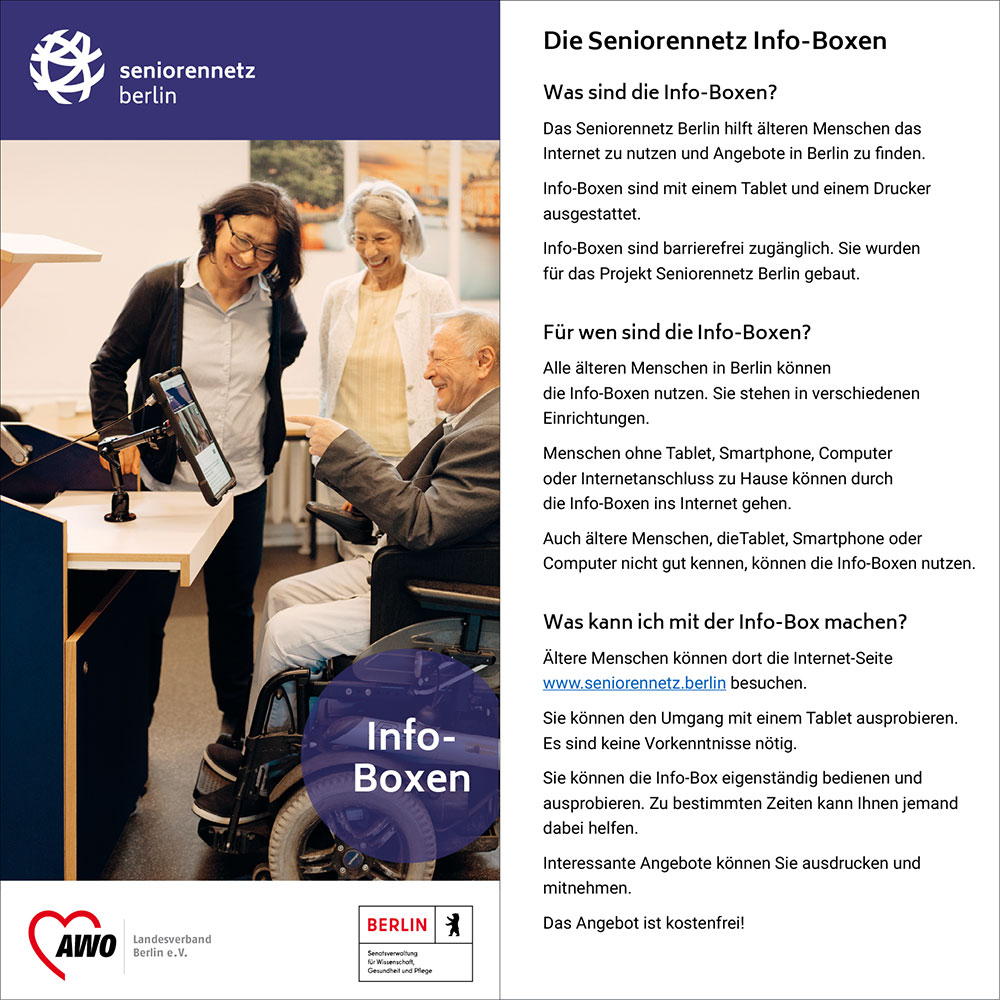 seniorennetz
berlin
Info-
Boxen
AWO
Landesverband
Berlin e.V.
BERLIN
Senatsverwaltung
für Wissenschaft,
Gesundheit und Pflege
Die Seniorennetz Info-Boxen
Was sind die Info-Boxen?
Das Seniorennetz Berlin hilft älteren Menschen das
Internet zu nutzen und Angebote in Berlin zu finden.
Info-Boxen sind mit einem Tablet und einem Drucker
ausgestattet.
Info-Boxen sind barrierefrei zugänglich. Sie wurden
für das Projekt Seniorennetz Berlin gebaut.
Für wen sind die Info-Boxen?
Alle älteren Menschen in Berlin können
die Info-Boxen nutzen. Sie stehen in verschiedenen
Einrichtungen.
Menschen ohne Tablet, Smartphone, Computer
oder Internetanschluss zu Hause können durch
die Info-Boxen ins Internet gehen.
Auch ältere Menschen, dieTablet, Smartphone oder
Computer nicht gut kennen, können die Info-Boxen nutzen.
Was kann ich mit der Info-Box machen?
Ältere Menschen können dort die Internet-Seite
www.seniorennetz.berlin besuchen.
Sie können den Umgang mit einem Tablet ausprobieren.
Es sind keine Vorkenntnisse nötig.
Sie können die Info-Box eigenständig bedienen und
ausprobieren. Zu bestimmten Zeiten kann Ihnen jemand
dabei helfen.
Interessante Angebote können Sie ausdrucken und
mitnehmen.
Das Angebot ist kostenfrei!